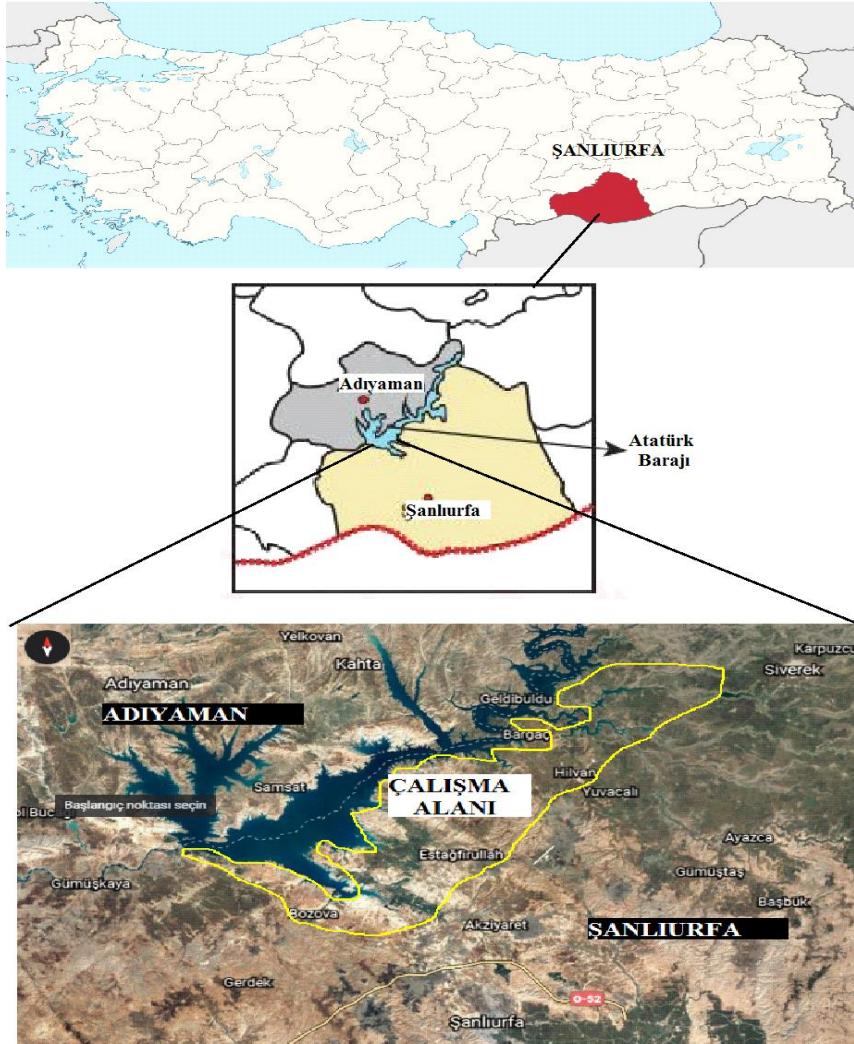 ŞANLIURFA
Adıyaman
Atatürk
Barajı
Şanlıurfa
Yelkovan
Karpuzcu
Kahta
Siverek
Adıyaman
Geldibuldu
ADIYAMAN
Bargaç
Hilvan
ÇALIŞMA
ALANI
Samsat
Yuvacalı
Başlangıç noktası seçin
Ayazca
Estağfirullah
Gümüştaş
Gümüşkaya
Başbük
Bozova
Akziyaret
ŞANLIURFA
Gerdek
O-52
Şanlıurfa